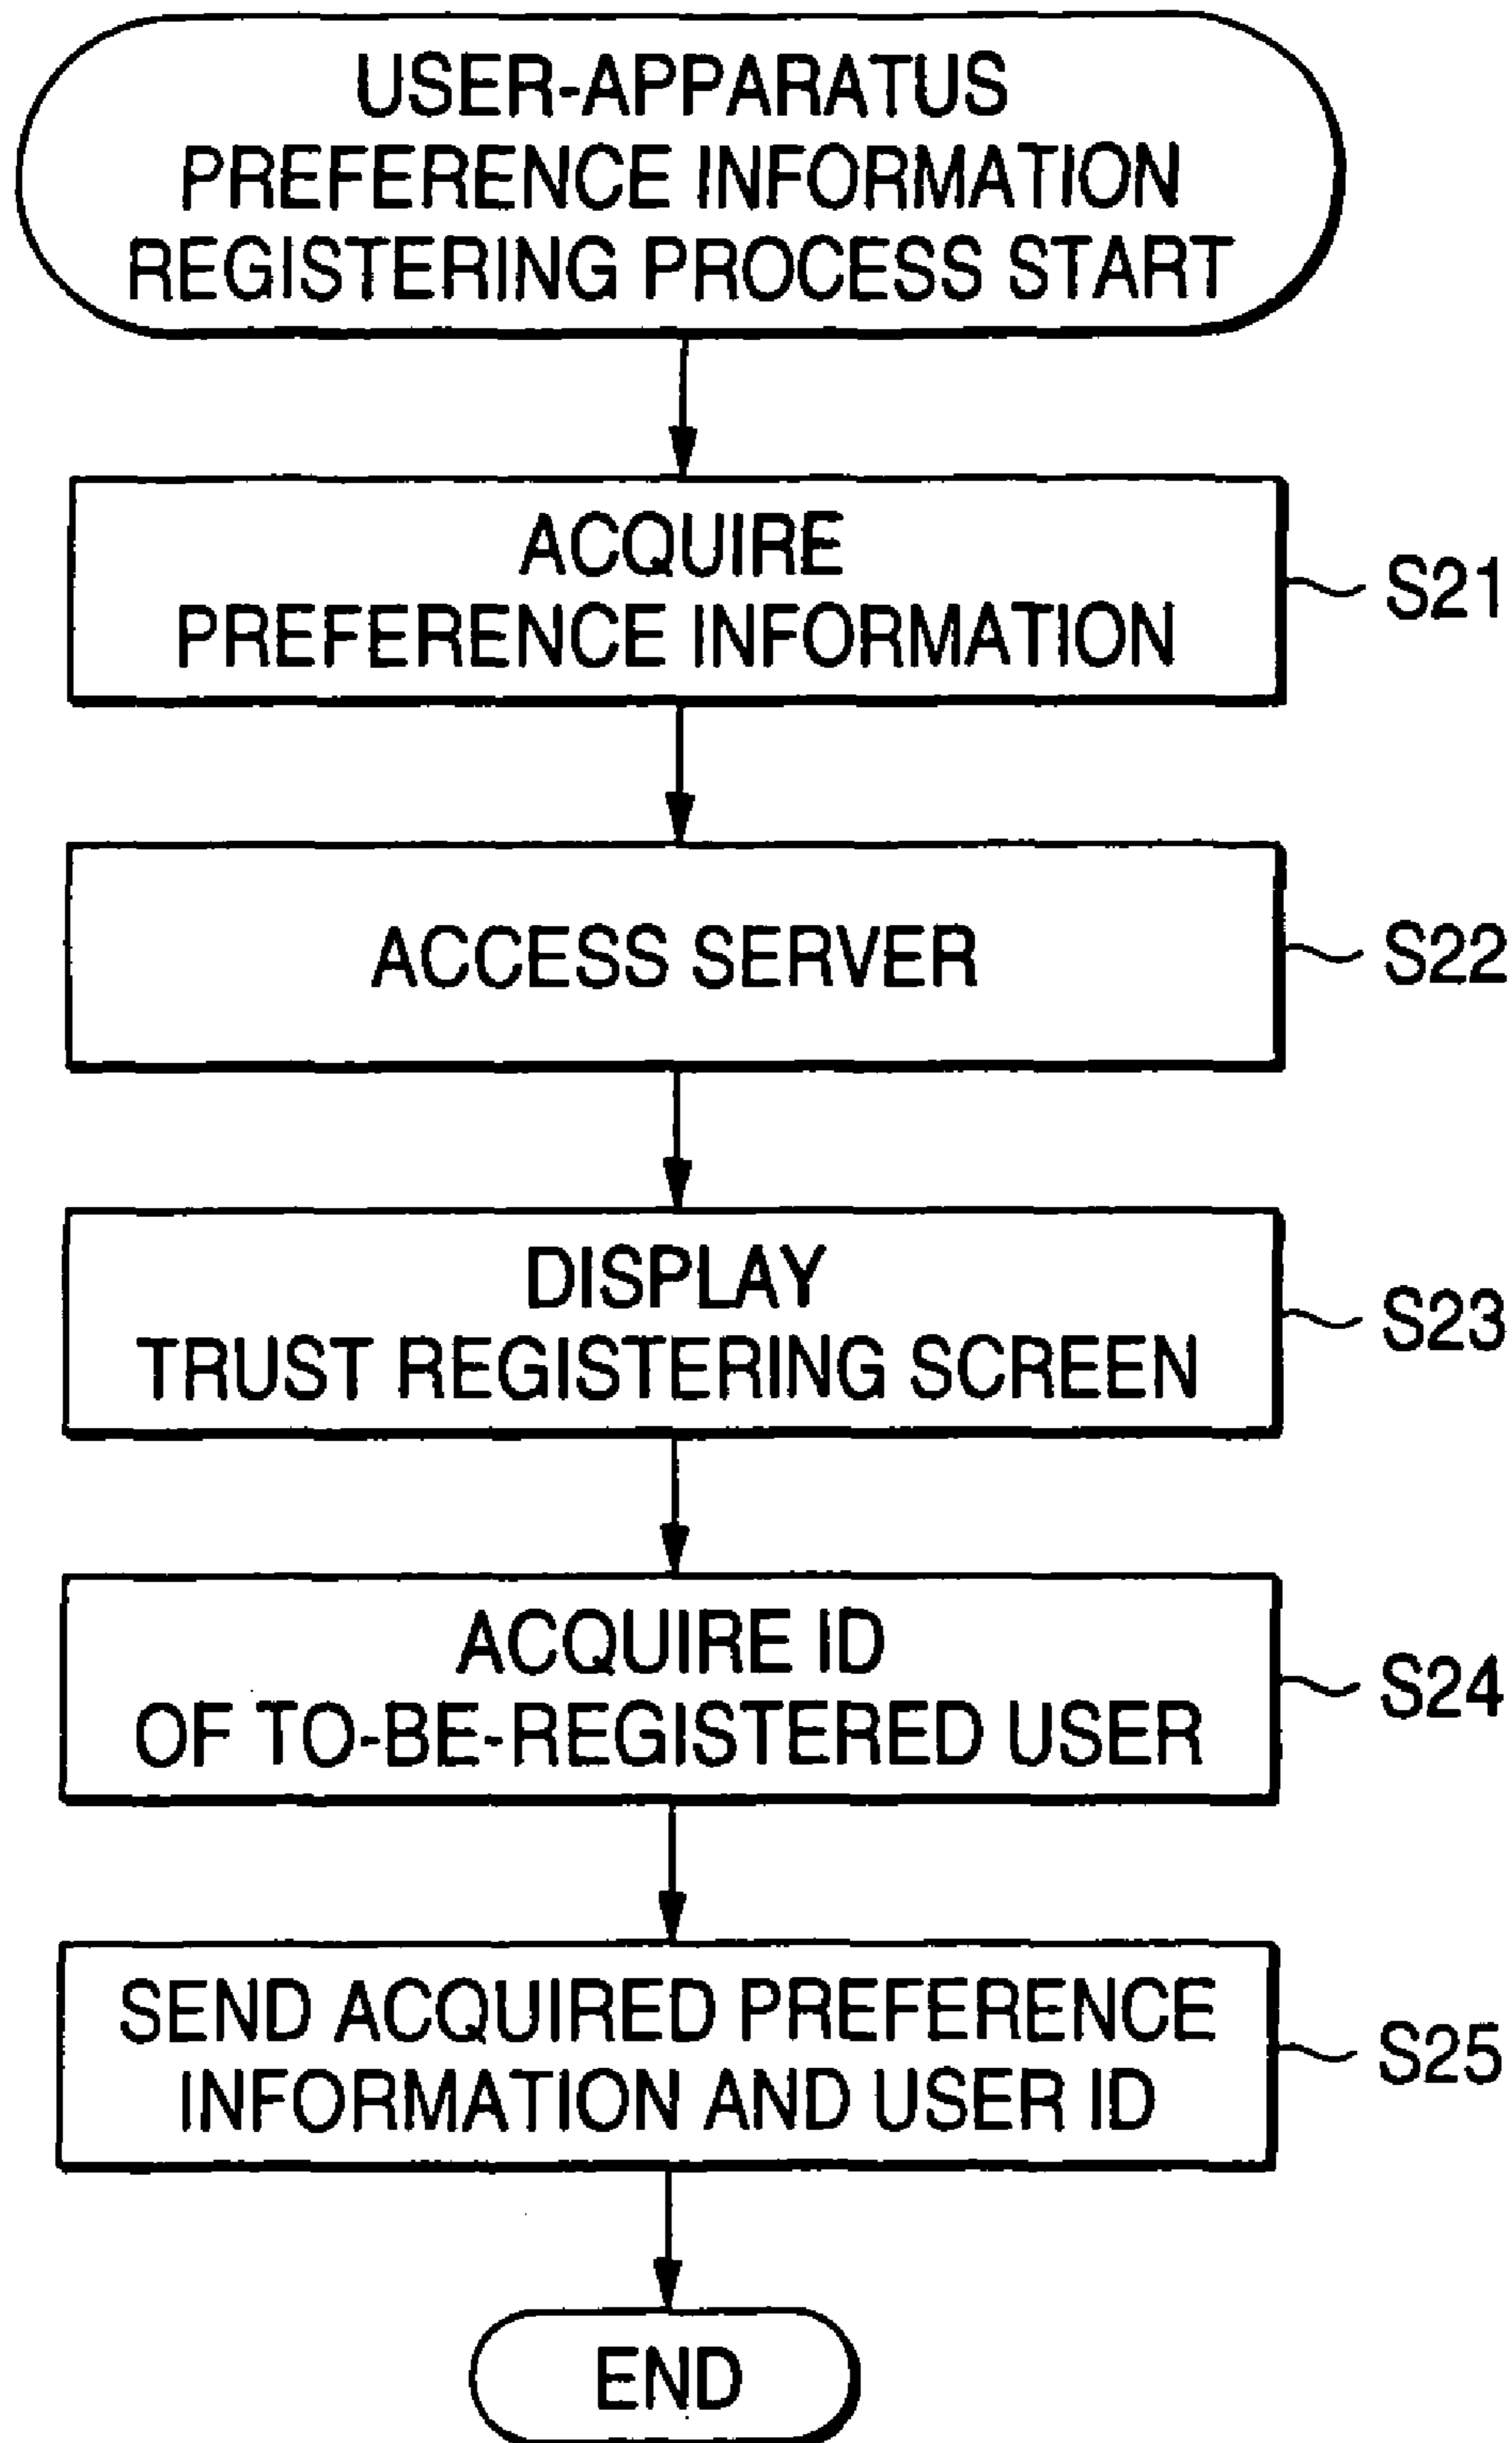 USER-APPARATUS
PREFERENCE INFORMATION
REGISTERING PROCESS START
ACQUIRE
PREFERENCE INFORMATION
S21
ACCESS SERVER
S22
DISPLAY
TRUST REGISTERING SCREEN
S23
ACQUIRE ID
OF TO-BE-REGISTERED USER
S24
SEND ACQUIRED PREFERENCE
INFORMATION AND USER ID
S25
END